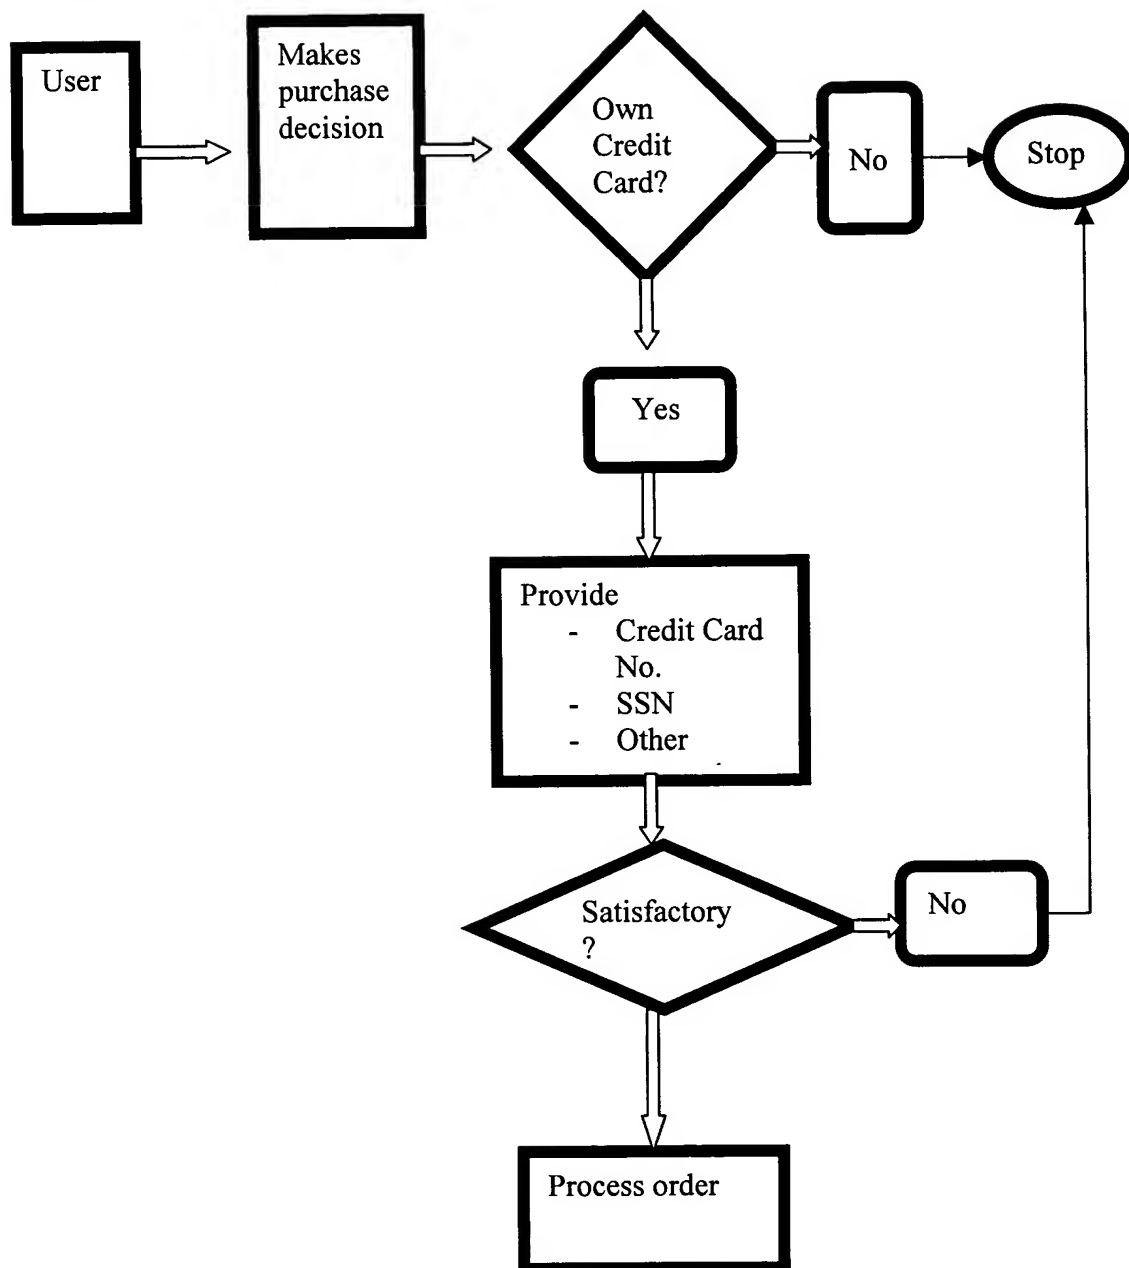 User
Makes
purchase
decision
Own
Credit
Card?
No
Stop
Yes
Provide
- Credit Card
No.
- SSN
- Other
Satisfactory
?
No
Process order